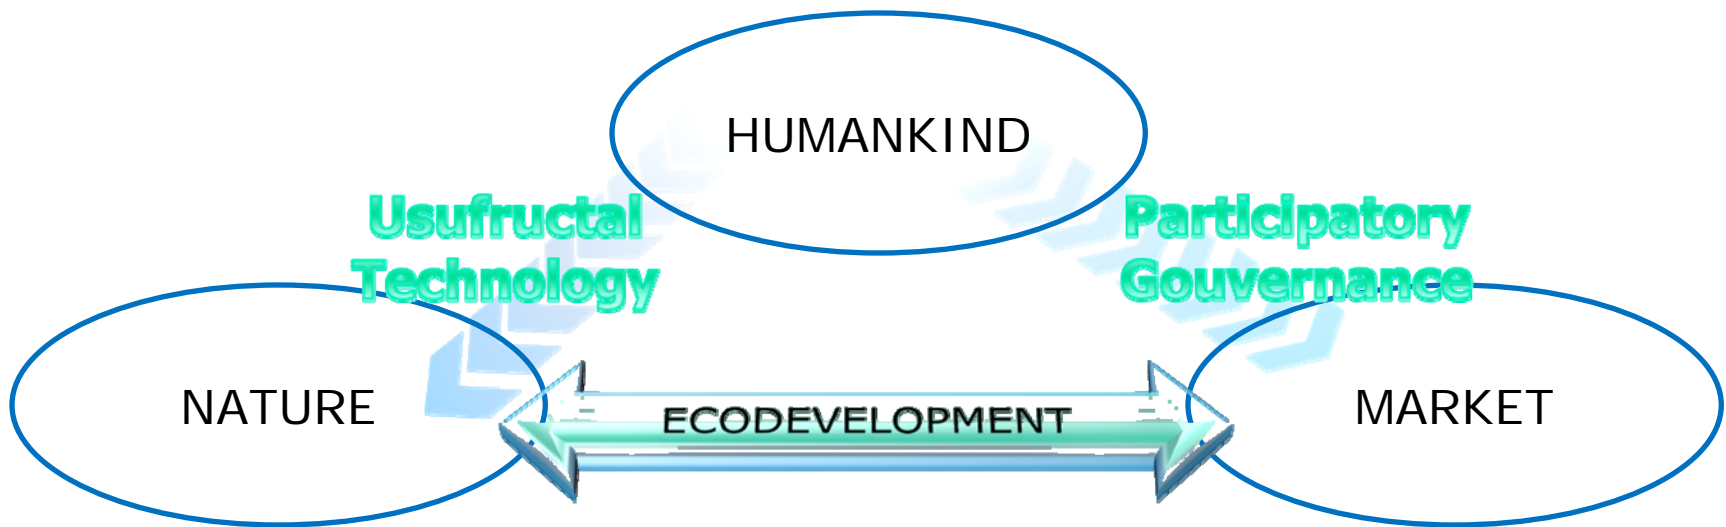 HUMANKIND
Usufructal
Technology
Participatory
Gouvernance
NATURE
ECODEVELOPMENT
MARKET